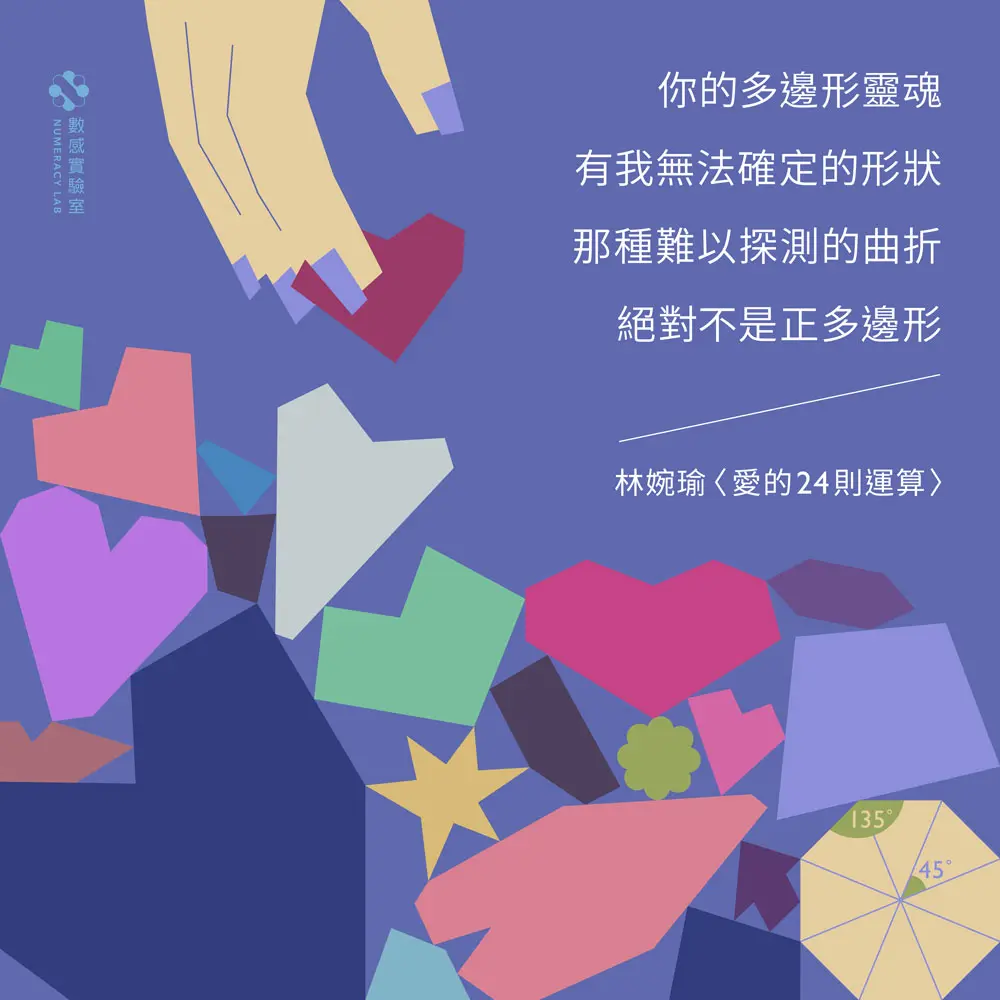 數感實驗室
NUMERACY LAB
你的多邊形靈魂
有我無法確定的形狀
那種難以探測的曲折
絕對不是正多邊形
林婉瑜〈愛的24則運算〉
135°
45°